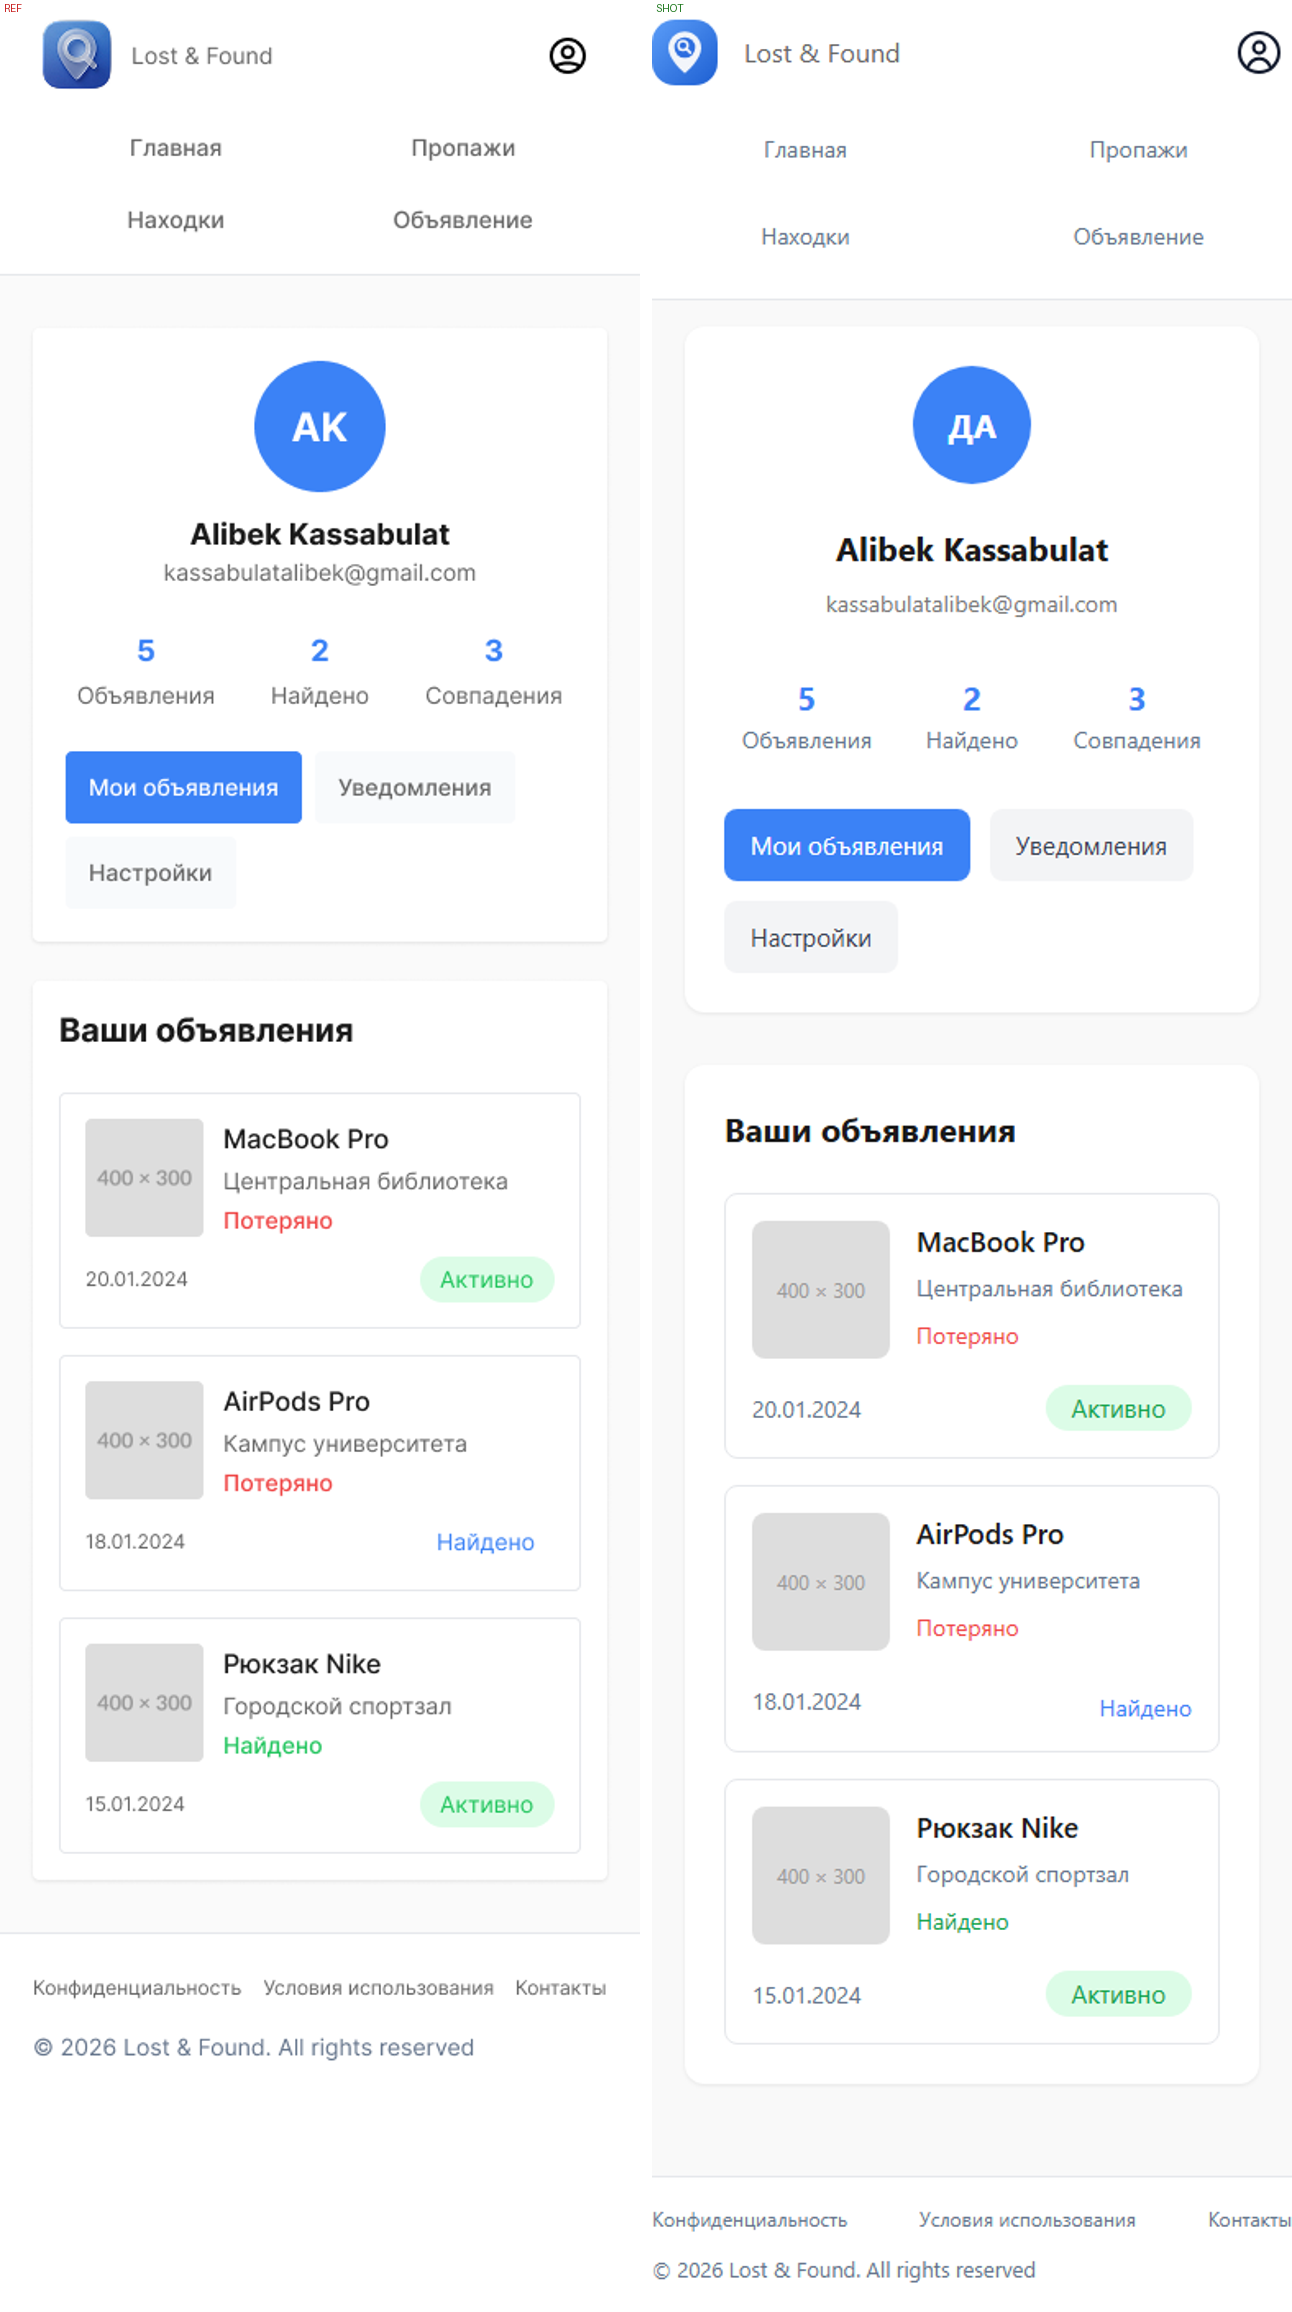 REF
Lost & Found
Главная Пропажи
Находки Объявление
AK
Alibek Kassabulat
kassabulatalibek@gmail.com
5 2 3
Объявления Найдено Совпадения
Мои объявления Уведомления
Настройки
Ваши объявления
400 × 300
MacBook Pro
Центральная библиотека
Потеряно
20.01.2024 Активно
400 × 300
AirPods Pro
Кампус университета
Потеряно
18.01.2024 Найдено
400 × 300
Рюкзак Nike
Городской спортзал
Найдено
15.01.2024 Активно
Конфиденциальность Условия использования Контакты
© 2026 Lost & Found. All rights reserved
SHOT
Lost & Found
Главная Пропажи
Находки Объявление
ДА
Alibek Kassabulat
kassabulatalibek@gmail.com
5 2 3
Объявления Найдено Совпадения
Мои объявления Уведомления
Настройки
Ваши объявления
400 × 300
MacBook Pro
Центральная библиотека
Потеряно
20.01.2024 Активно
400 × 300
AirPods Pro
Кампус университета
Потеряно
18.01.2024 Найдено
400 × 300
Рюкзак Nike
Городской спортзал
Найдено
15.01.2024 Активно
Конфиденциальность Условия использования Контакты
© 2026 Lost & Found. All rights reserved